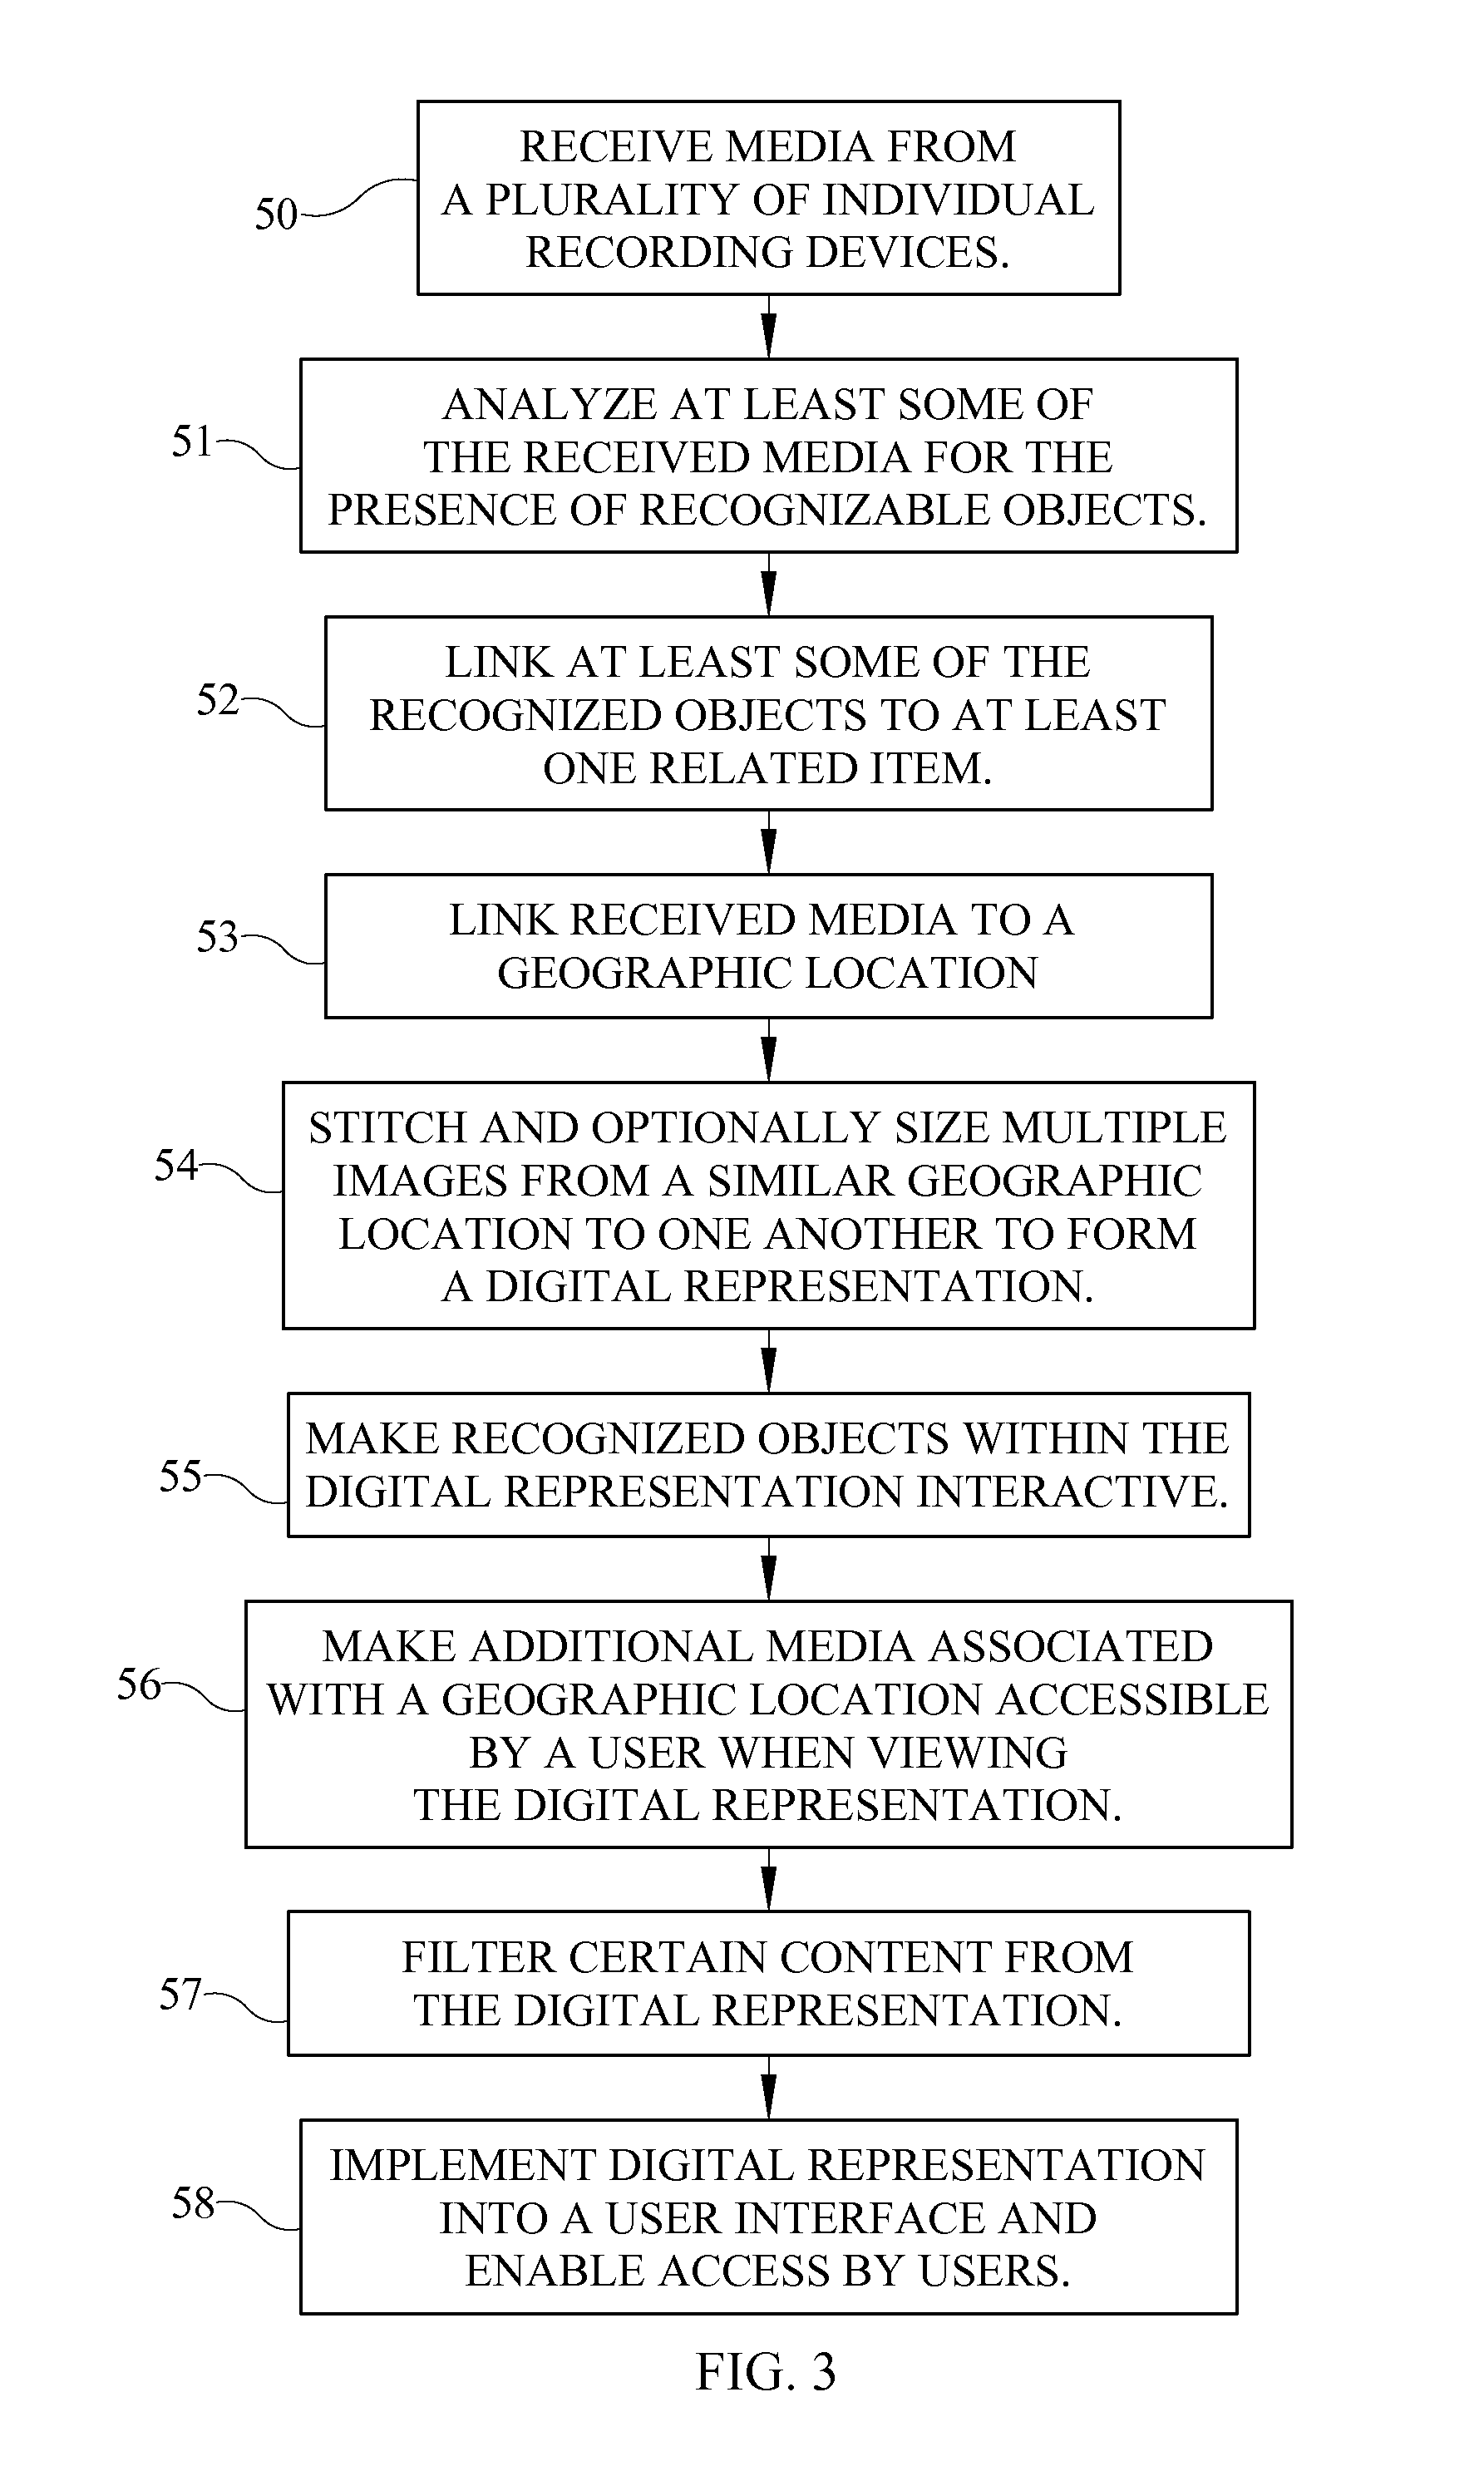 RECEIVE MEDIA FROM
50
A PLURALITY OF INDIVIDUAL
RECORDING DEVICES.
ANALYZE AT LEAST SOME OF
51
THE RECEIVED MEDIA FOR THE
PRESENCE OF RECOGNIZABLE OBJECTS.
LINK AT LEAST SOME OF THE
52
RECOGNIZED OBJECTS TO AT LEAST
ONE RELATED ITEM.
LINK RECEIVED MEDIA TO A
53
GEOGRAPHIC LOCATION
STITCH AND OPTIONALLY SIZE MULTIPLE
54
IMAGES FROM A SIMILAR GEOGRAPHIC
LOCATION TO ONE ANOTHER TO FORM
A DIGITAL REPRESENTATION.
MAKE RECOGNIZED OBJECTS WITHIN THE
55
DIGITAL REPRESENTATION INTERACTIVE.
MAKE ADDITIONAL MEDIA ASSOCIATED
56
WITH A GEOGRAPHIC LOCATION ACCESSIBLE
BY A USER WHEN VIEWING
THE DIGITAL REPRESENTATION.
FILTER CERTAIN CONTENT FROM
57
THE DIGITAL REPRESENTATION.
IMPLEMENT DIGITAL REPRESENTATION
58
INTO A USER INTERFACE AND
ENABLE ACCESS BY USERS.
FIG. 3